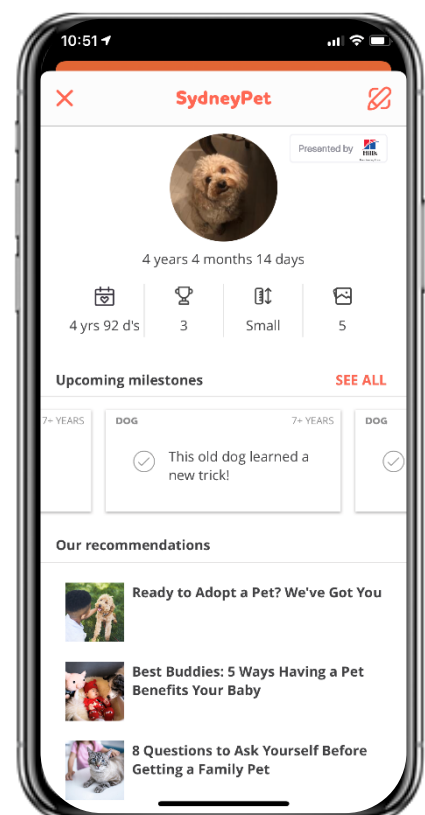 10:51
SydneyPet
Presented by
Hill's
4 years 4 months 14 days
4 yrs 92 d's
3
Small
5
Upcoming milestones
SEE ALL
7+ YEARS
DOG
7+ YEARS
DOG
This old dog learned a
new trick!
Our recommendations
Ready to Adopt a Pet? We've Got You
Best Buddies: 5 Ways Having a Pet
Benefits Your Baby
8 Questions to Ask Yourself Before
Getting a Family Pet